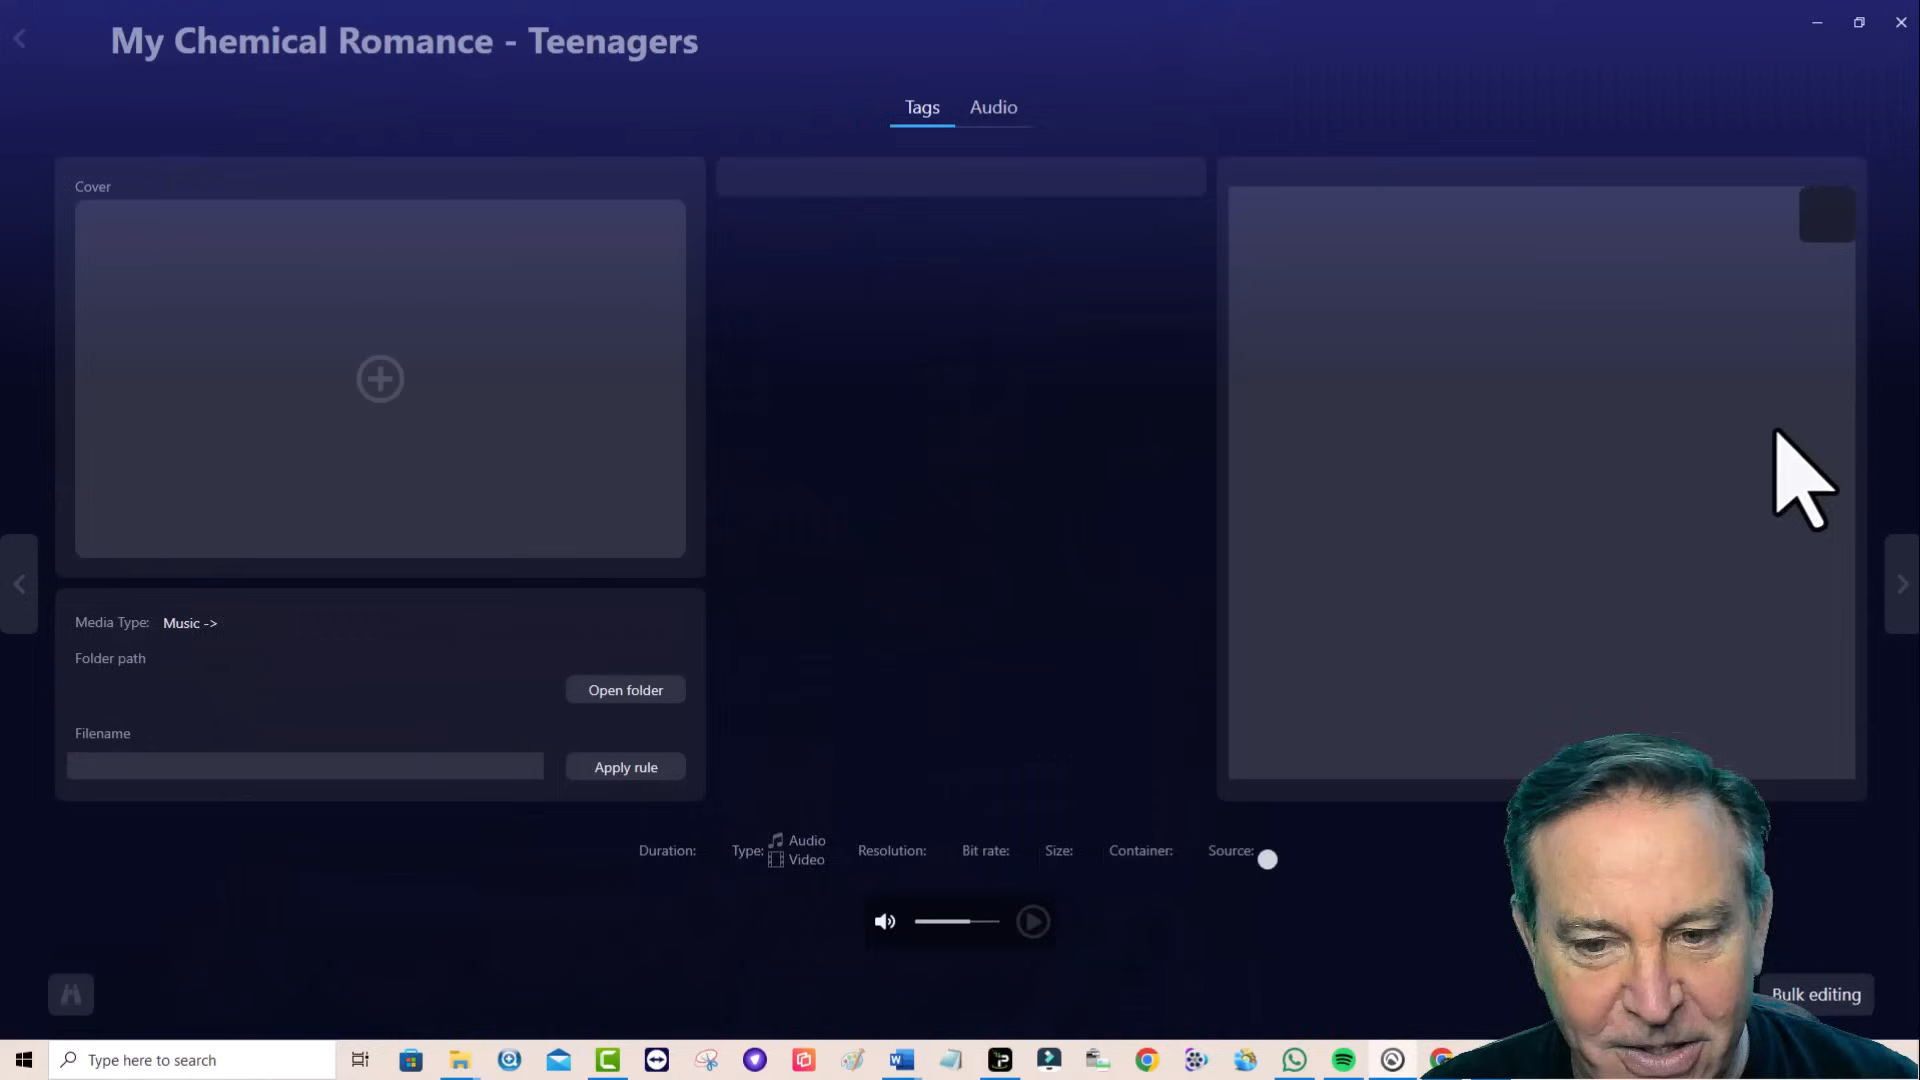 My Chemical Romance - Teenagers
Tags Audio
Cover
Media Type: Music ->
Folder path
Open folder
Filename
Apply rule
Duration: Type: Audio Video Resolution: Bit rate: Size: Container: Source:
Bulk editing
Type here to search